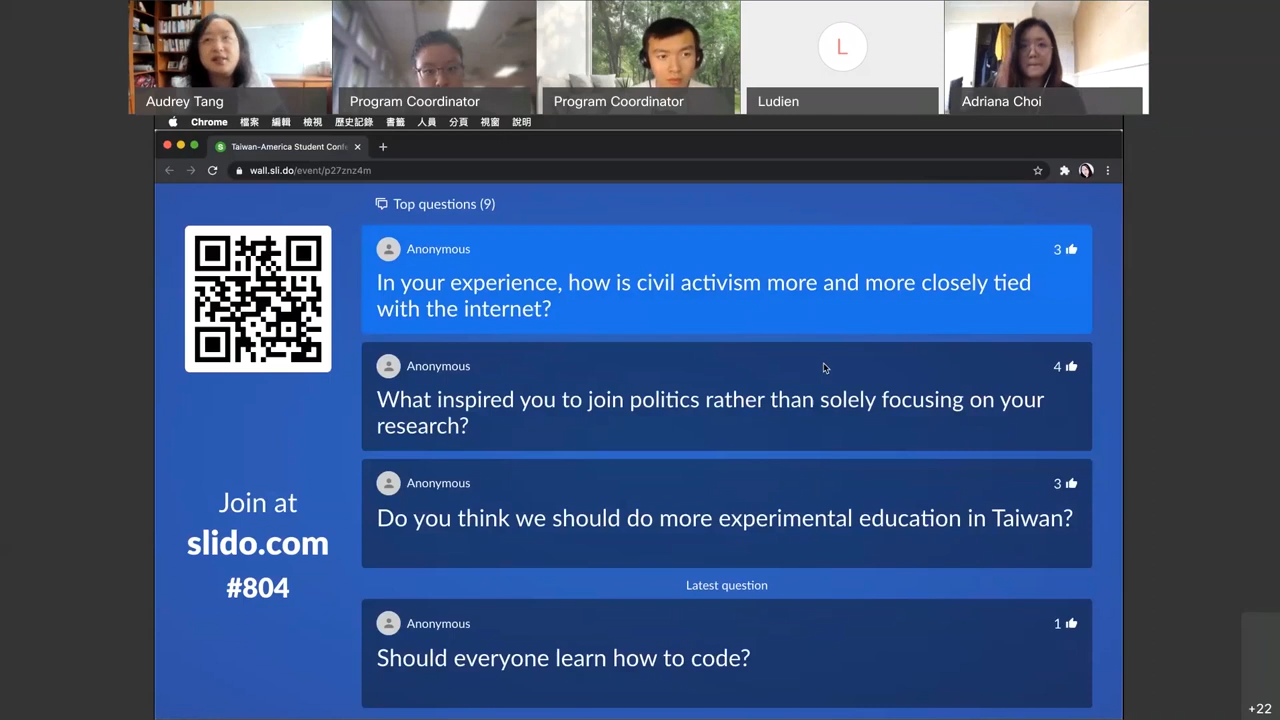 Audrey Tang
Program Coordinator
Program Coordinator
L
Ludien
Adriana Choi
Chrome 檔案 編輯 檢視 歷史記錄 書籤 人員 分頁 視窗 說明
S Taiwan-America Student Conf
wall.sli.do/event/p27znz4m
Top questions (9)
Anonymous 3
In your experience, how is civil activism more and more closely tied
with the internet?
Anonymous 4
What inspired you to join politics rather than solely focusing on your
research?
Anonymous 3
Do you think we should do more experimental education in Taiwan?
Join at
slido.com
#804
Latest question
Anonymous 1
Should everyone learn how to code?
+22